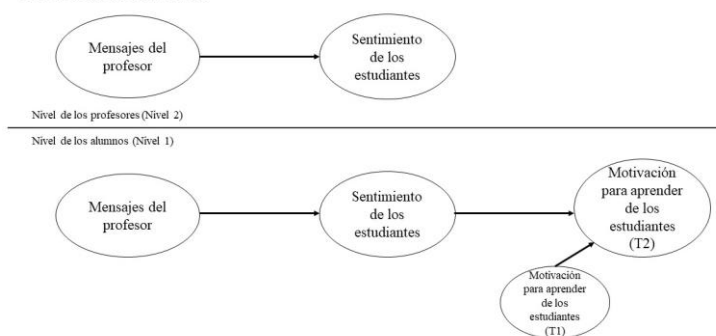 Mensajes del
profesor
Sentimiento
de los
estudiantes
Nivel de los profesores (Nivel 2)
Nivel de los alumnos (Nivel 1)
Mensajes del
profesor
Sentimiento
de los
estudiantes
Motivación
para aprender
de los
estudiantes
(T2)
Motivación
para aprender
de los
estudiantes
(T1)